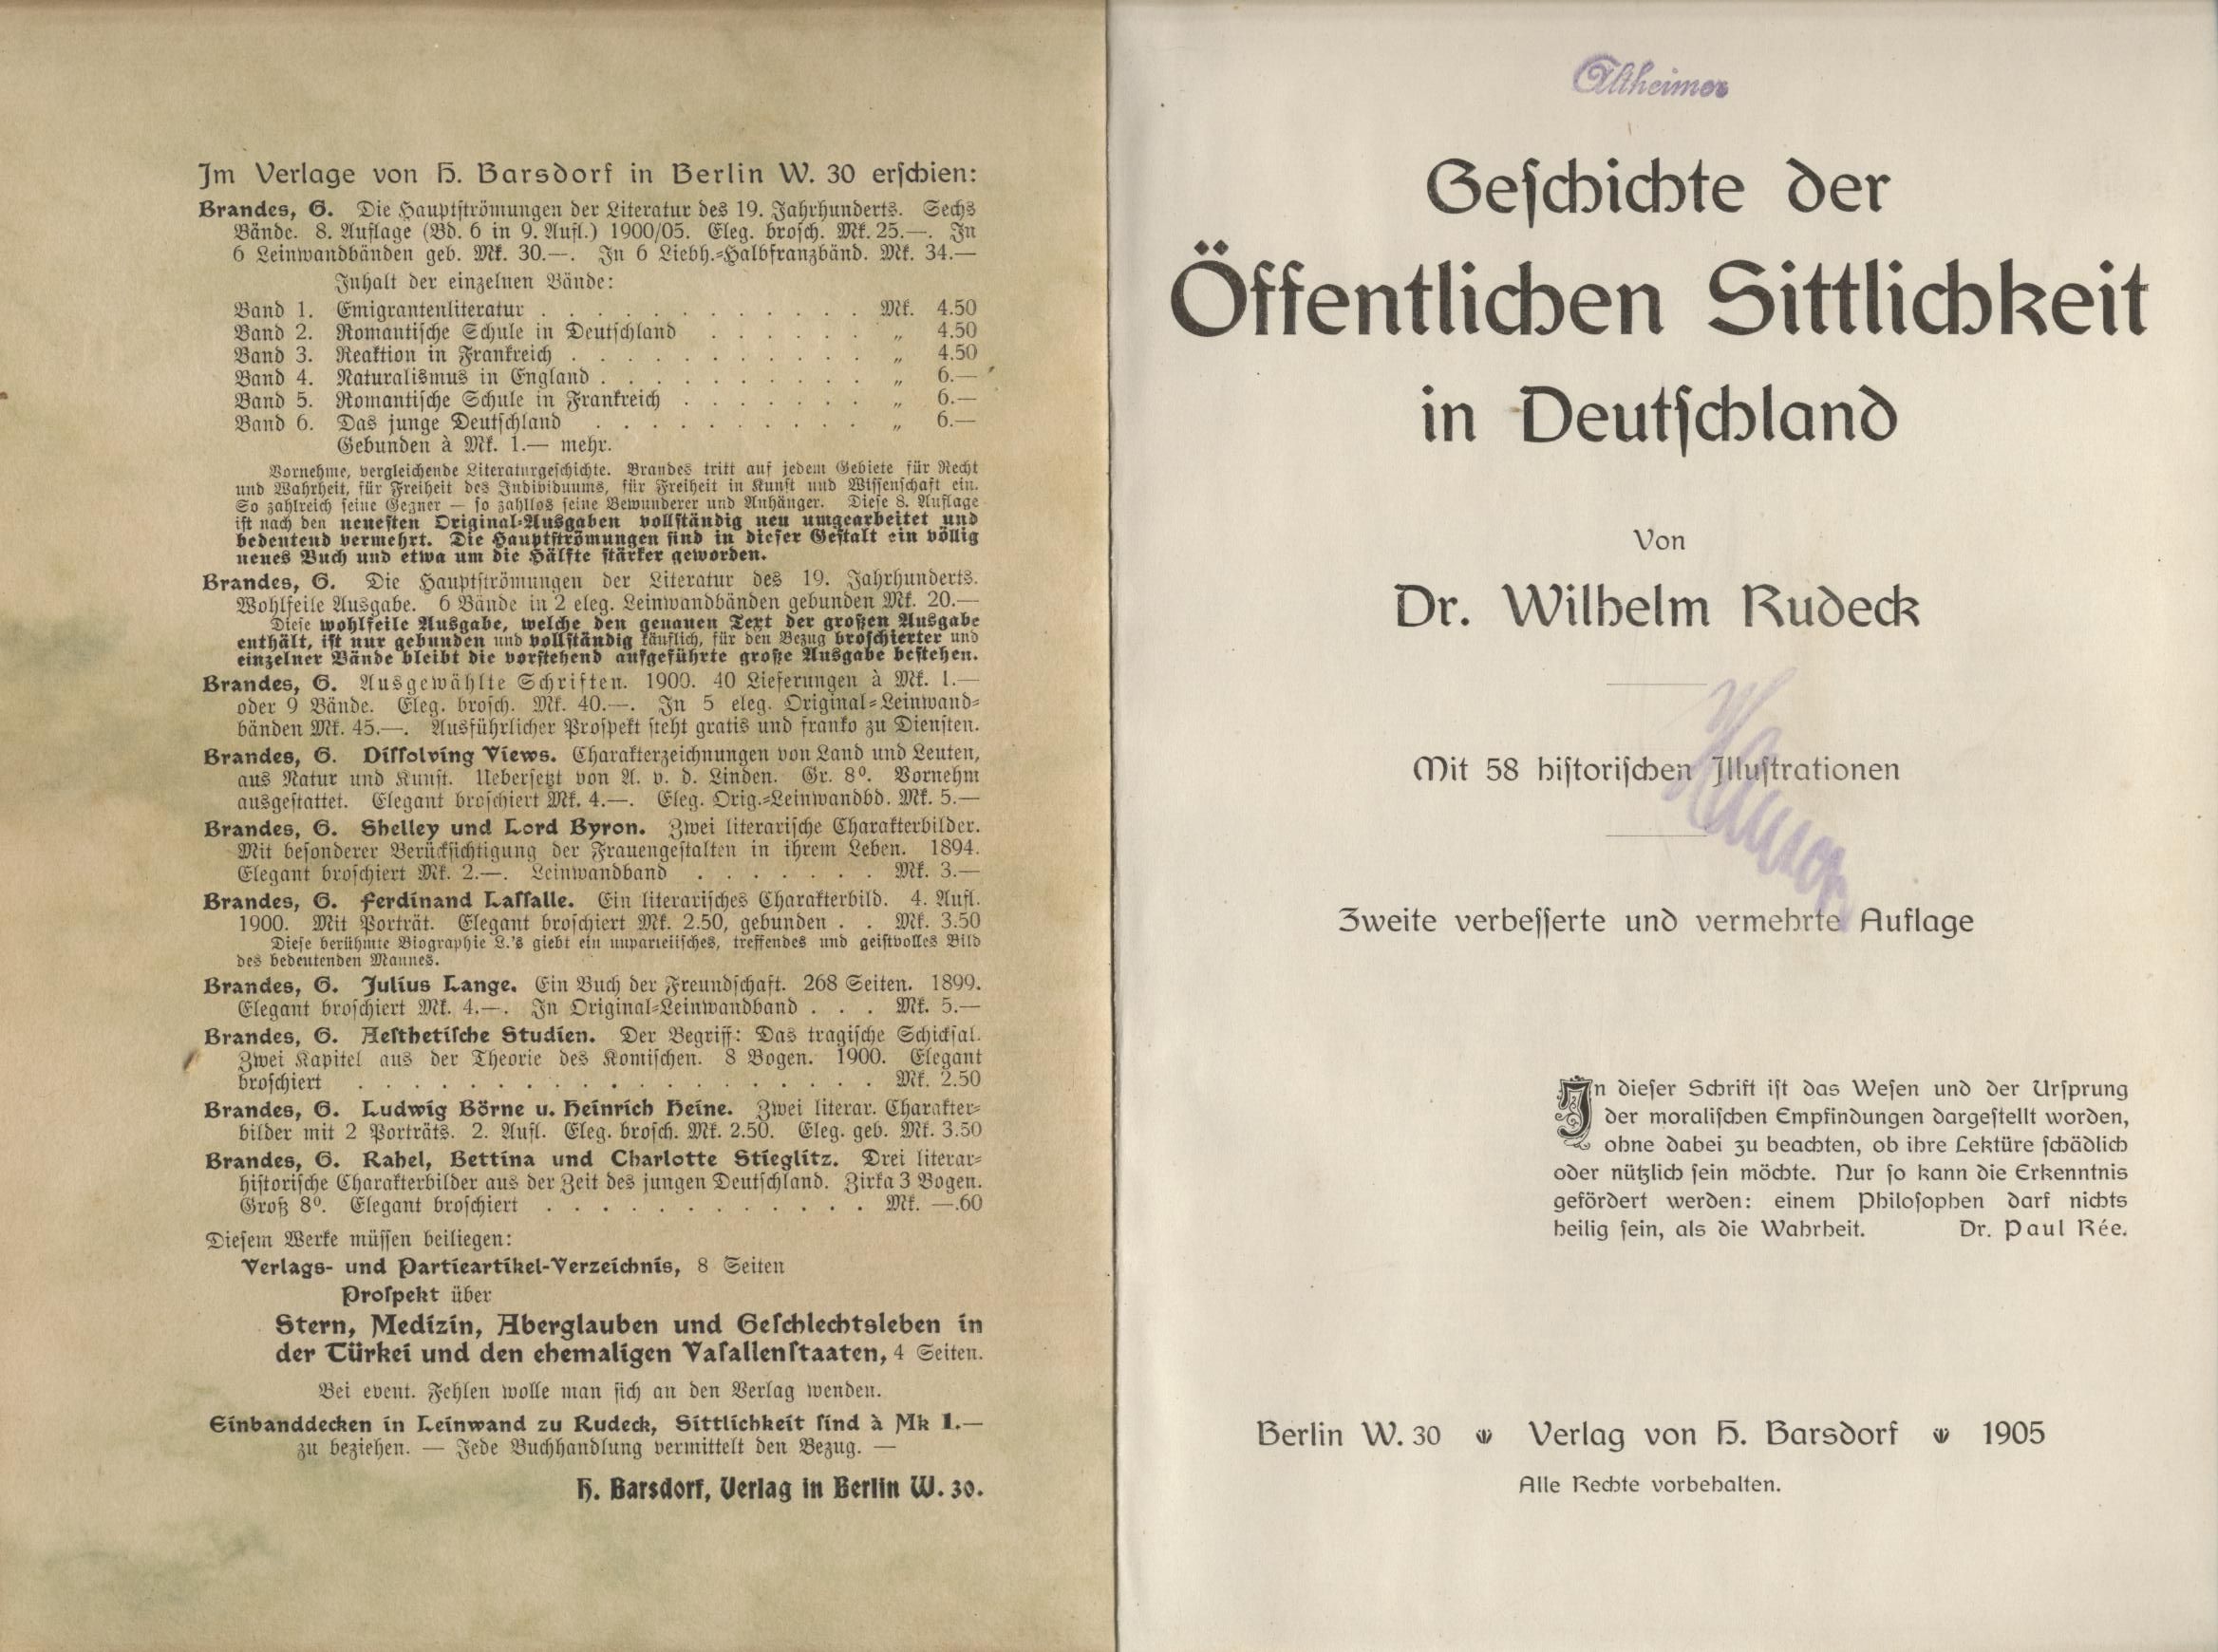 Im Verlage von H. Barsdorf in Berlin W. 30 erschien:
Brandes, G. Die Hauptströmungen der Literatur des 19. Jahrhunderts. Sechs
Bände. 8. Auflage (Bd. 6 in 9. Aufl.) 1900/05. Eleg. brosch. Mk. 25.—. In
6 Leinwandbänden geb. Mk. 30.—. In 6 Liebh.-Halbfranzbänd. Mk. 34.—
Inhalt der einzelnen Bände:
Band 1. Emigrantenliteratur . . . . . . . . . . . . Mk. 4.50
Band 2. Romantische Schule in Deutschland . . . . . . „ 4.50
Band 3. Reaktion in Frankreich . . . . . . . . . . . „ 4.50
Band 4. Naturalismus in England . . . . . . . . . . „ 6.—
Band 5. Romantische Schule in Frankreich . . . . . . . „ 6.—
Band 6. Das junge Deutschland . . . . . . . . . . „ 6.—
Gebunden à Mk. 1.— mehr.
Vornehme, vergleichende Literaturgeschichte. Brandes tritt auf jedem Gebiete für Recht
und Wahrheit, für Freiheit des Individuums, für Freiheit in Kunst und Wissenschaft ein.
So zahlreich seine Gegner — so zahllos seine Bewunderer und Anhänger. Diese 8. Auflage
ist nach den neuesten Original-Ausgaben vollständig neu umgearbeitet und
bedeutend vermehrt. Die Hauptströmungen sind in dieser Gestalt ein völlig
neues Buch und etwa um die Hälfte stärker geworden.
Brandes, G. Die Hauptströmungen der Literatur des 19. Jahrhunderts.
Wohlfeile Ausgabe. 6 Bände in 2 eleg. Leinwandbänden gebunden Mk. 20.—
Diese wohlfeile Ausgabe, welche den genauen Text der großen Ausgabe
enthält, ist nur gebunden und vollständig käuflich, für den Bezug broschierter und
einzelner Bände bleibt die vorstehend aufgeführte große Ausgabe bestehen.
Brandes, G. Ausgewählte Schriften. 1900. 40 Lieferungen à Mk. 1.—
oder 9 Bände. Eleg. brosch. Mk. 40.—. In 5 eleg. Original-Leinwand-
bänden Mk. 45.—. Ausführlicher Prospekt steht gratis und franko zu Diensten.
Brandes, G. Dissolving Views. Charakterzeichnungen von Land und Leuten,
aus Natur und Kunst. Uebersetzt von A. v. d. Linden. Gr. 8°. Vornehm
ausgestattet. Elegant broschiert Mk. 4.—. Eleg. Orig.-Leinwandbd. Mk. 5.—
Brandes, G. Shelley und Lord Byron. Zwei literarische Charakterbilder.
Mit besonderer Berücksichtigung der Frauengestalten in ihrem Leben. 1894.
Elegant broschiert Mk. 2.—. Leinwandband . . . . . . . Mk. 3.—
Brandes, G. Ferdinand Lassalle. Ein literarisches Charakterbild. 4. Aufl.
1900. Mit Porträt. Elegant broschiert Mk. 2.50, gebunden . . Mk. 3.50
Diese berühmte Biographie L.'s giebt ein unparteiisches, treffendes und geistvolles Bild
des bedeutenden Mannes.
Brandes, G. Julius Lange. Ein Buch der Freundschaft. 268 Seiten. 1899.
Elegant broschiert Mk. 4.—. In Original-Leinwandband . . . Mk. 5.—
Brandes, G. Aesthetische Studien. Der Begriff: Das tragische Schicksal.
Zwei Kapitel aus der Theorie des Komischen. 8 Bogen. 1900. Elegant
broschiert . . . . . . . . . . . . . . . . . . . Mk. 2.50
Brandes, G. Ludwig Börne u. Heinrich Heine. Zwei literar. Charakter-
bilder mit 2 Porträts. 2. Aufl. Eleg. brosch. Mk. 2.50. Eleg. geb. Mk. 3.50
Brandes, G. Rahel, Bettina und Charlotte Stieglitz. Drei literar-
historische Charakterbilder aus der Zeit des jungen Deutschland. Zirka 3 Bogen.
Groß 8°. Elegant broschiert . . . . . . . . . . . . Mk. —.60
Diesem Werke müssen beiliegen:
Verlags- und Partieartikel-Verzeichnis, 8 Seiten
Prospekt über
Stern, Medizin, Aberglauben und Geschlechtsleben in
der Türkei und den ehemaligen Vasallenstaaten, 4 Seiten.
Bei event. Fehlen wolle man sich an den Verlag wenden.
Einbanddecken in Leinwand zu Rudeck, Sittlichkeit sind à Mk 1.—
zu beziehen. — Jede Buchhandlung vermittelt den Bezug. —
H. Barsdorf, Verlag in Berlin W. 30.
Altheimer
Geschichte der
Öffentlichen Sittlichkeit
in Deutschland
Von
Dr. Wilhelm Rudeck
Mit 58 historischen Illustrationen
Zweite verbesserte und vermehrte Auflage
In dieser Schrift ist das Wesen und der Ursprung
der moralischen Empfindungen dargestellt worden,
ohne dabei zu beachten, ob ihre Lektüre schädlich
oder nützlich sein möchte. Nur so kann die Erkenntnis
gefördert werden: einem Philosophen darf nichts
heilig sein, als die Wahrheit. Dr. Paul Rée.
Berlin W. 30 Verlag von H. Barsdorf 1905
Alle Rechte vorbehalten.